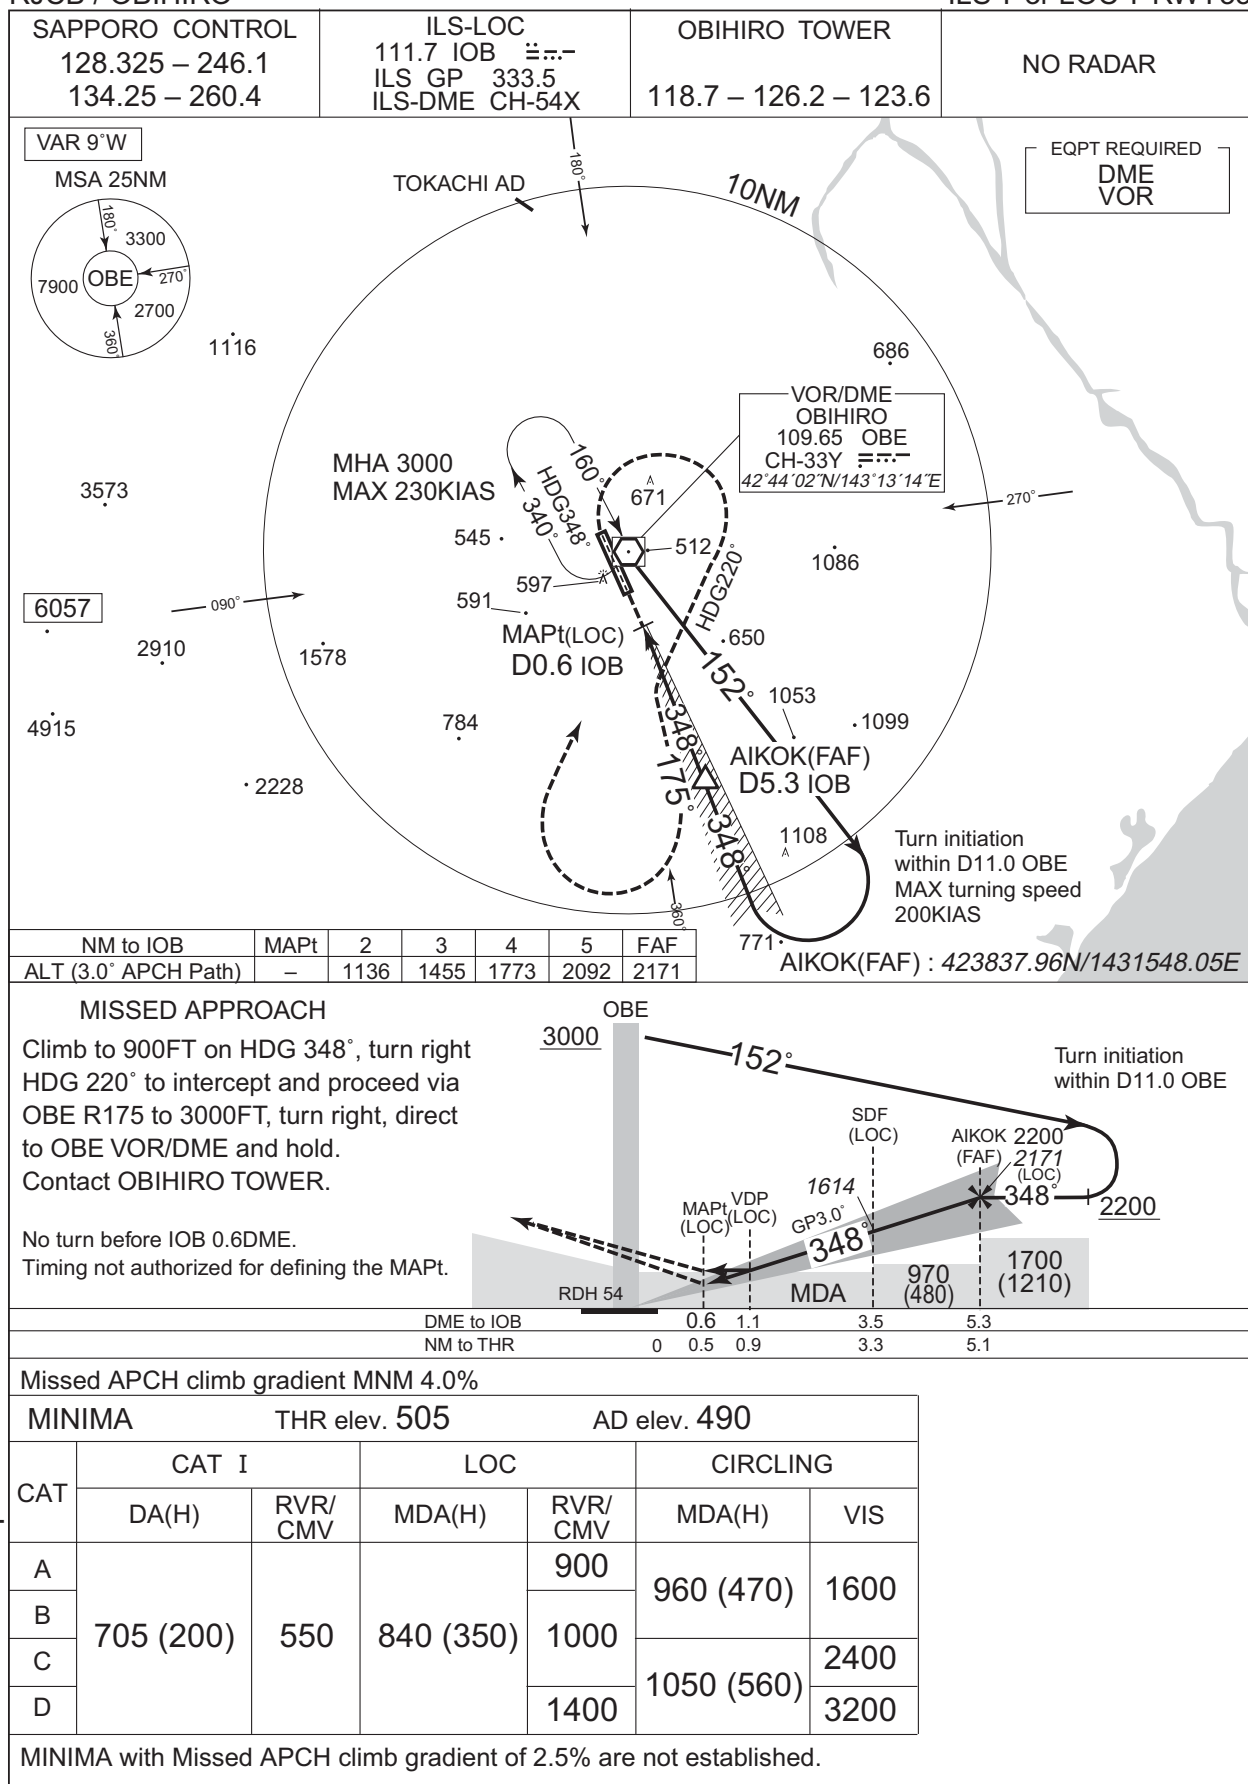 RJCB / OBIHIRO
SAPPORO CONTROL
128.325 – 246.1
134.25 – 260.4
ILS-LOC
111.7 IOB
ILS GP 333.5
ILS-DME CH-54X
OBIHIRO TOWER
118.7 – 126.2 – 123.6
NO RADAR
VAR 9°W
MSA 25NM
180°
3300
OBE
270°
7900
2700
360°
TOKACHI AD
180°
10NM
EQPT REQUIRED
DME
VOR
1116
686
VOR/DME
OBIHIRO
109.65 OBE
CH-33Y
42°44´02˝N/143°13´14˝E
MHA 3000
MAX 230KIAS
160°
HDG348°
340°
671
3573
270°
545
512
1086
597
HDG220°
6057
090°
591
MAPt(LOC)
D0.6 IOB
650
2910
1578
152°
1053
4915
784
348°
1099
AIKOK(FAF)
D5.3 IOB
175°
2228
348°
1108
Turn initiation
within D11.0 OBE
MAX turning speed
200KIAS
360°
771
AIKOK(FAF) : 423837.96N/1431548.05E
NM to IOB MAPt 2 3 4 5 FAF
ALT (3.0° APCH Path) – 1136 1455 1773 2092 2171
MISSED APPROACH
Climb to 900FT on HDG 348°, turn right
HDG 220° to intercept and proceed via
OBE R175 to 3000FT, turn right, direct
to OBE VOR/DME and hold.
Contact OBIHIRO TOWER.
No turn before IOB 0.6DME.
Timing not authorized for defining the MAPt.
OBE
3000
152°
Turn initiation
within D11.0 OBE
SDF
(LOC)
AIKOK 2200
(FAF) 2171
(LOC)
348°
2200
1614
MAPt
(LOC)
VDP
(LOC)
GP3.0°
348°
RDH 54
MDA
970
(480)
1700
(1210)
DME to IOB 0.6 1.1 3.5 5.3
NM to THR 0 0.5 0.9 3.3 5.1
Missed APCH climb gradient MNM 4.0%
MINIMA THR elev. 505 AD elev. 490
CAT
CAT I LOC CIRCLING
DA(H) RVR/CMV MDA(H) RVR/CMV MDA(H) VIS
A
B
C
D
705 (200)
550
840 (350)
900
1000
1400
960 (470)
1050 (560)
1600
2400
3200
MINIMA with Missed APCH climb gradient of 2.5% are not established.